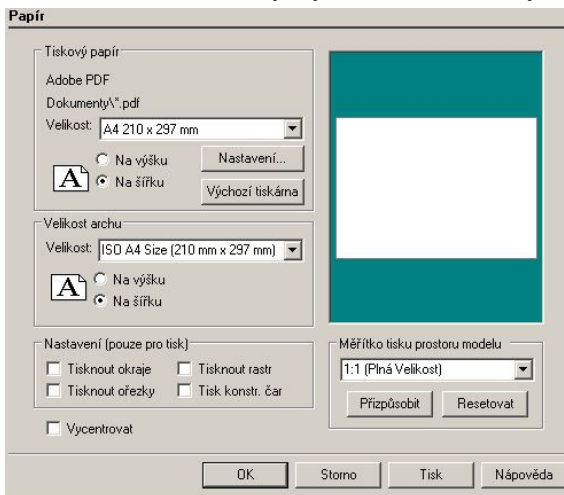 Papír
Tiskový papír
Adobe PDF
Dokumenty\*.pdf
Velikost: A4 210 x 297 mm
Na výšku
Na šířku
Nastavení...
Výchozí tiskárna
Velikost archu
Velikost: ISO A4 Size (210 mm x 297 mm)
Na výšku
Na šířku
Nastavení (pouze pro tisk)
Tisknout okraje Tisknout rastr
Tisknout ořezky Tisk konstr. čar
Vycentrovat
Měřítko tisku prostoru modelu
1:1 (Plná Velikost)
Přizpůsobit Resetovat
OK Storno Tisk Nápověda